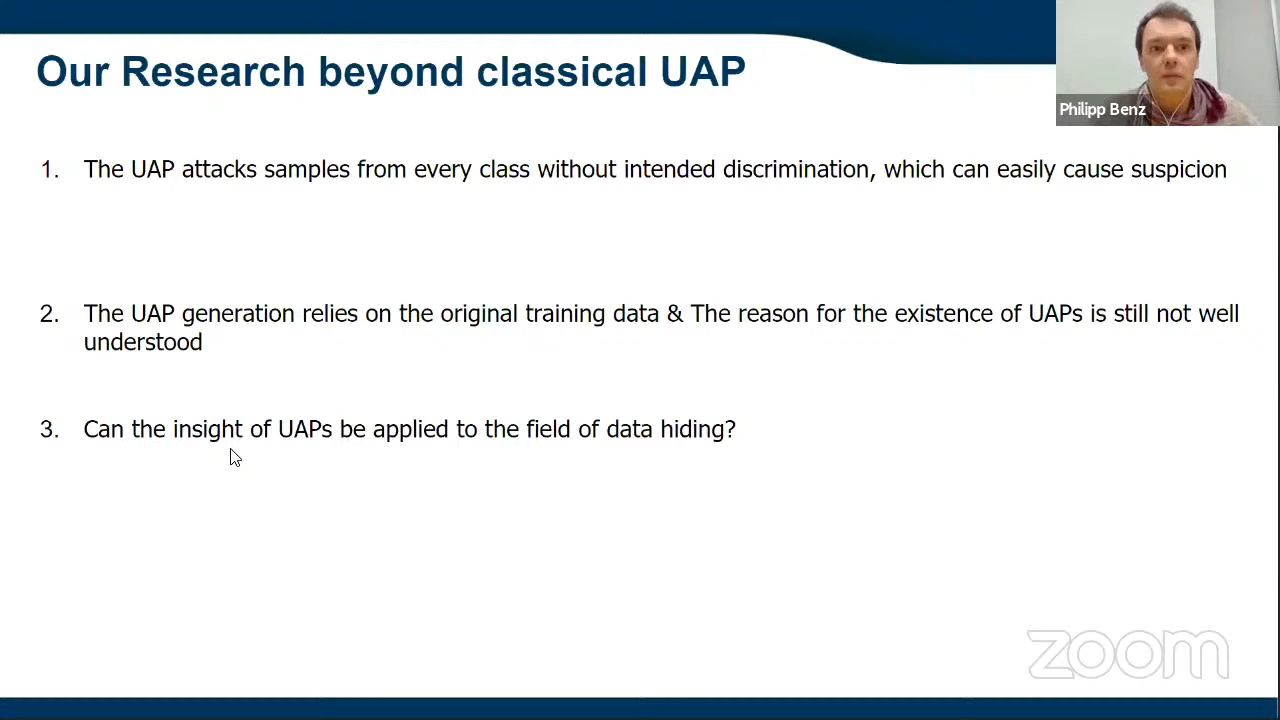 Our Research beyond classical UAP
Philipp Benz
1. The UAP attacks samples from every class without intended discrimination, which can easily cause suspicion
2. The UAP generation relies on the original training data & The reason for the existence of UAPs is still not well
understood
3. Can the insight of UAPs be applied to the field of data hiding?
zoom